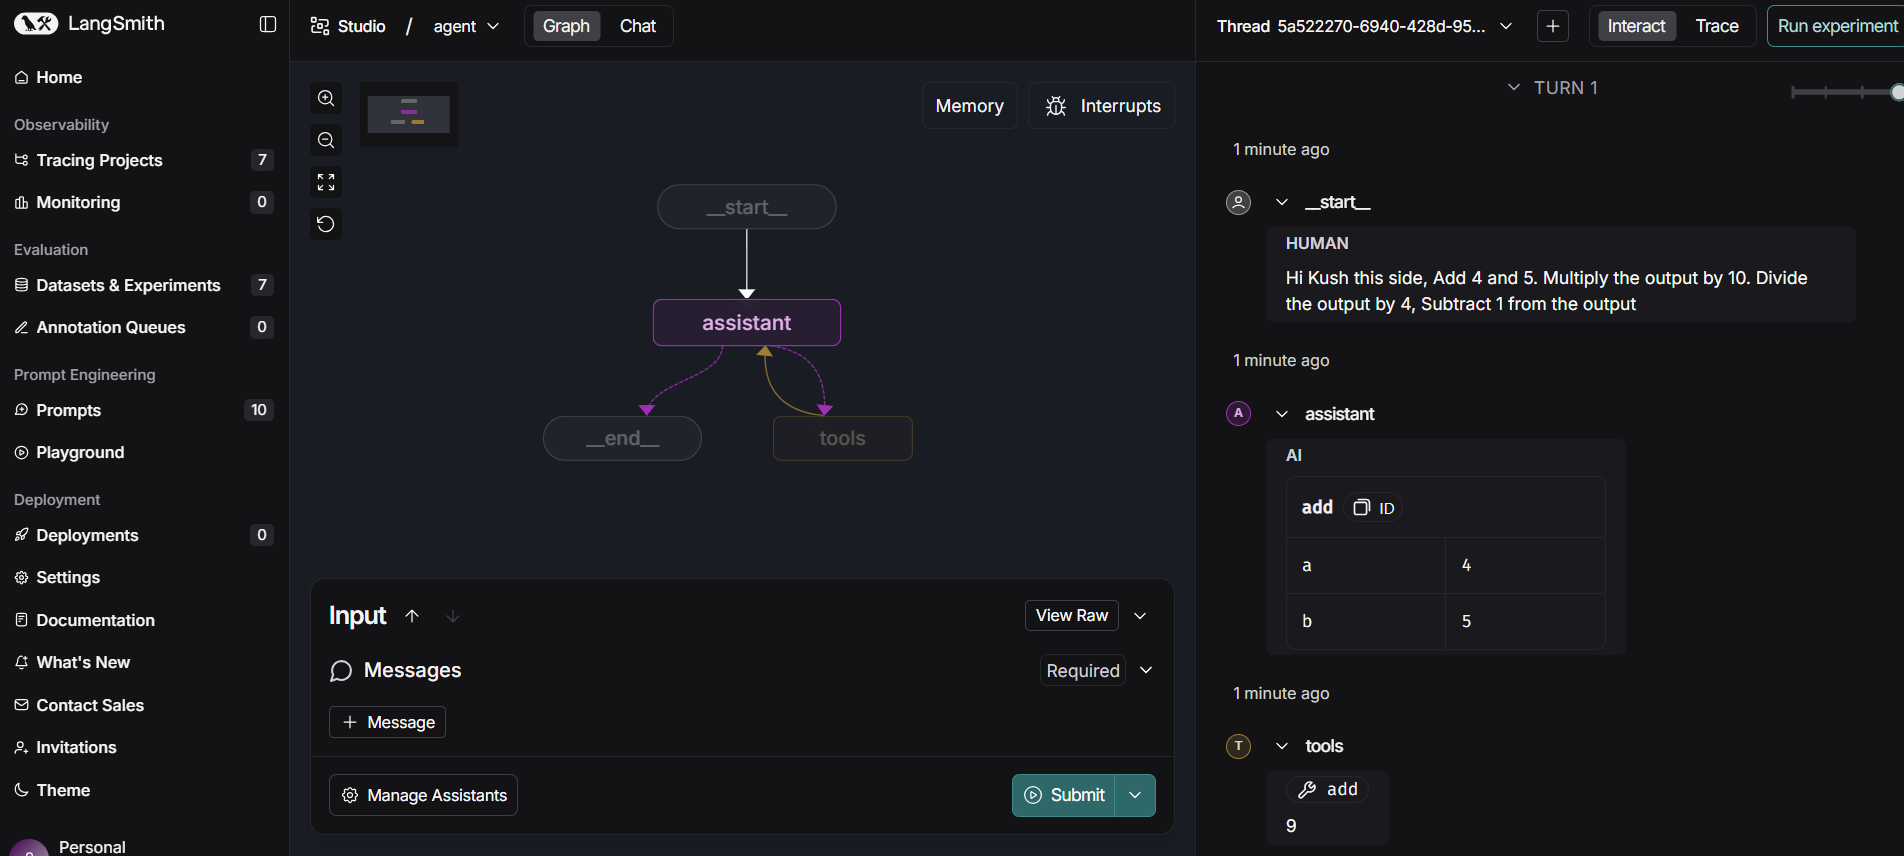 LangSmith
Home
Observability
Tracing Projects 7
Monitoring 0
Evaluation
Datasets & Experiments 7
Annotation Queues 0
Prompt Engineering
Prompts 10
Playground
Deployment
Deployments 0
Settings
Documentation
What's New
Contact Sales
Invitations
Theme
Personal
Studio / agent
Graph Chat
Memory
Interrupts
__start__
assistant
__end__
tools
Input
View Raw
Messages
Required
+ Message
Manage Assistants
Submit
Thread 5a522270-6940-428d-95...
+
Interact Trace
Run experiment
TURN 1
1 minute ago
__start__
HUMAN
Hi Kush this side, Add 4 and 5. Multiply the output by 10. Divide
the output by 4, Subtract 1 from the output
1 minute ago
A assistant
AI
add ID
a 4
b 5
1 minute ago
T tools
add
9